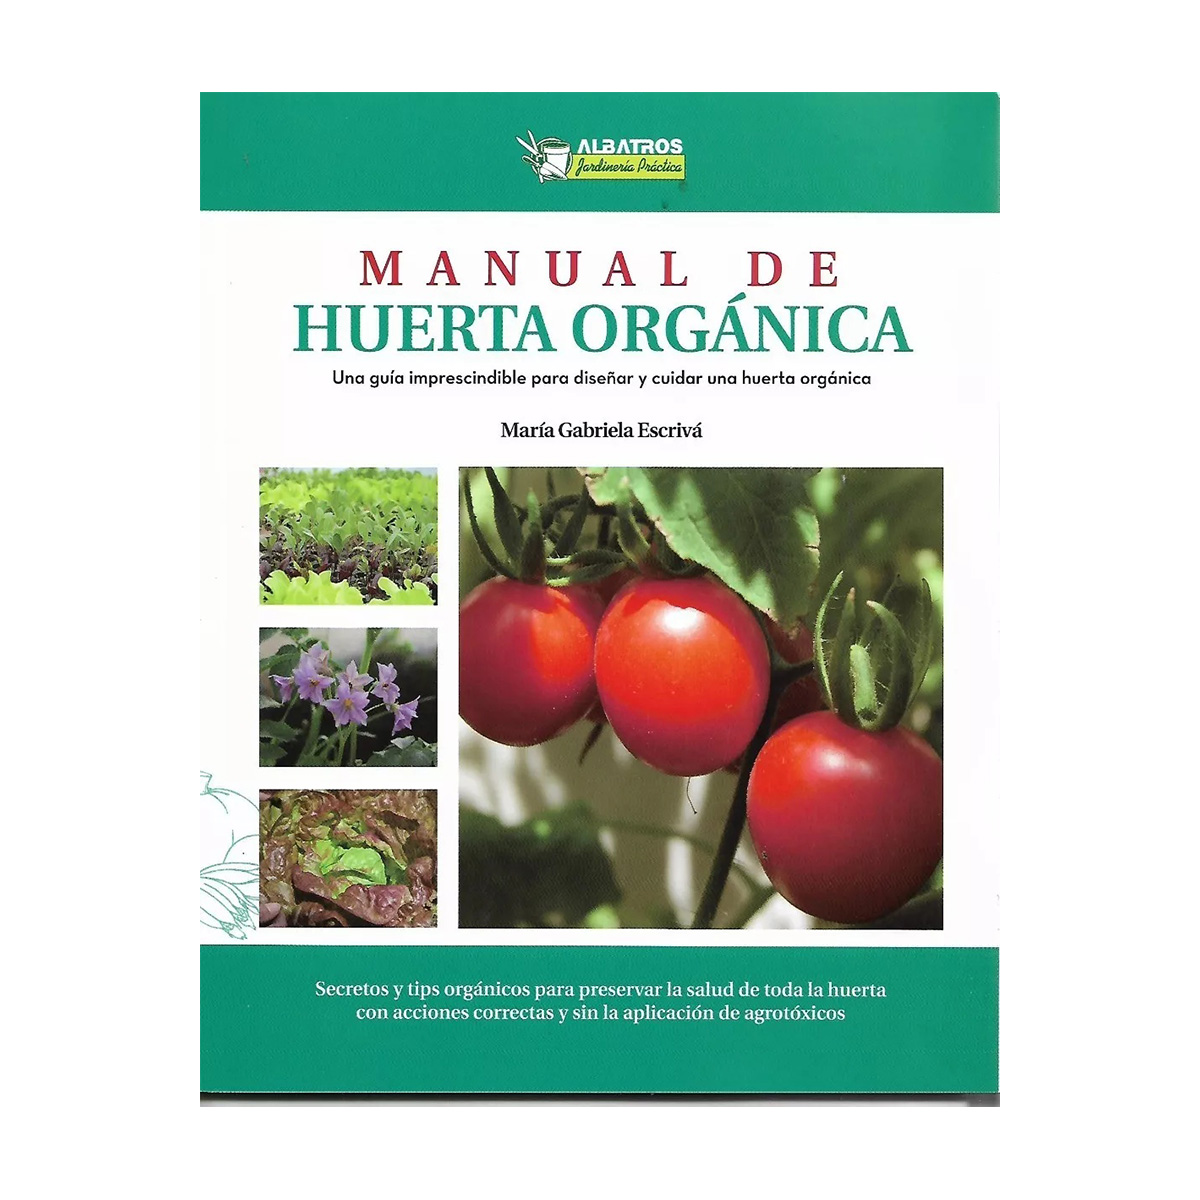 ALBATROS
Jardinería Práctica
MANUAL DE
HUERTA ORGÁNICA
Una guía imprescindible para diseñar y cuidar una huerta orgánica
María Gabriela Escrivá
Secretos y tips orgánicos para preservar la salud de toda la huerta
con acciones correctas y sin la aplicación de agrotóxicos